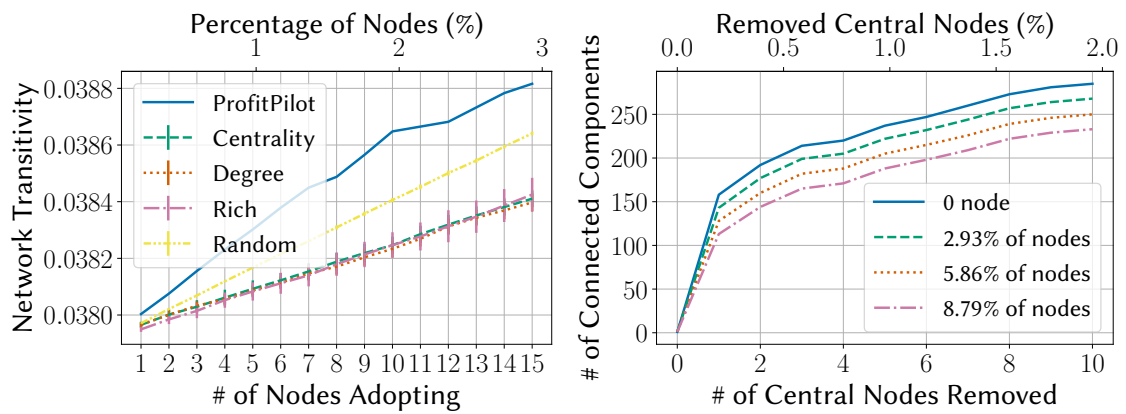 Percentage of Nodes (%)
1 2 3
Network Transitivity
0.0388
0.0386
0.0384
0.0382
0.0380
ProfitPilot
Centrality
Degree
Rich
Random
1 2 3 4 5 6 7 8 9 10 11 12 13 14 15
# of Nodes Adopting
Removed Central Nodes (%)
0.0 0.5 1.0 1.5 2.0
# of Connected Components
250
200
150
100
50
0
0 node
2.93% of nodes
5.86% of nodes
8.79% of nodes
0 2 4 6 8 10
# of Central Nodes Removed